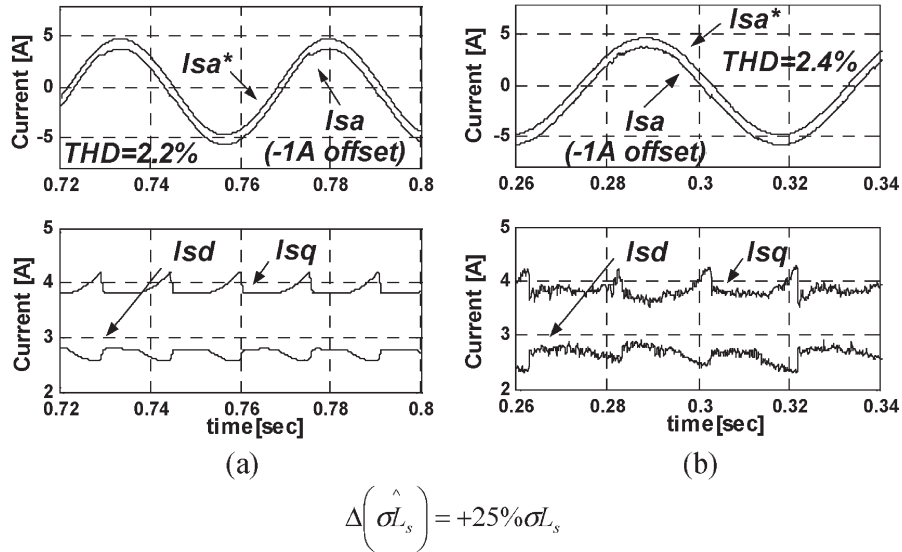 Current [A]
5
0
-5
Isa*
Isa
THD=2.2%
(-1A offset)
0.72 0.74 0.76 0.78 0.8
Current [A]
5
4
3
2
Isd
Isq
0.72 0.74 0.76 0.78 0.8
time[sec]
(a)
Current [A]
5
0
-5
Isa*
THD=2.4%
Isa
(-1A offset)
0.26 0.28 0.3 0.32 0.34
Current [A]
5
4
3
2
Isd
Isq
0.26 0.28 0.3 0.32 0.34
time[sec]
(b)
Δ(σL̂ₛ) = +25%σLₛ